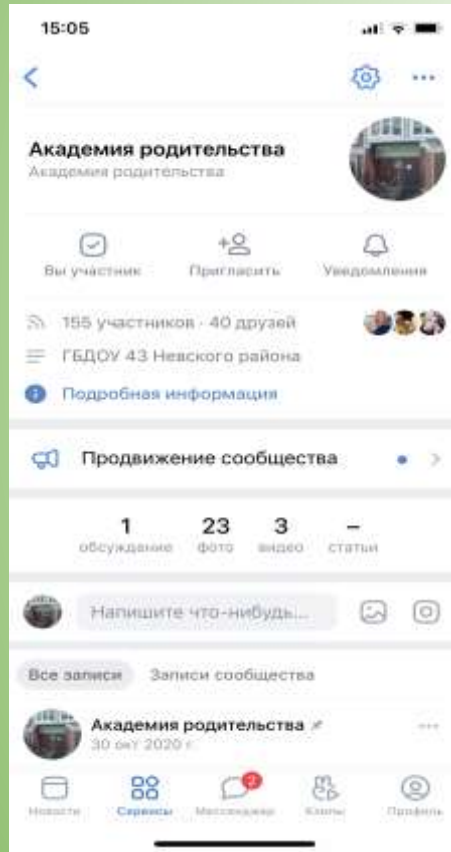 15:05
Академия родительства
Академия родительства
Вы участник Пригласить Уведомления
155 участников · 40 друзей
ГБДОУ 43 Невского района
Подробная информация
Продвижение сообщества
1 23 3 –
обсуждение фото видео статьи
Напишите что-нибудь...
Все записи Записи сообщества
Академия родительства
30 окт 2020 г.
2
Новости Сервисы Мессенджер Клипы Профиль